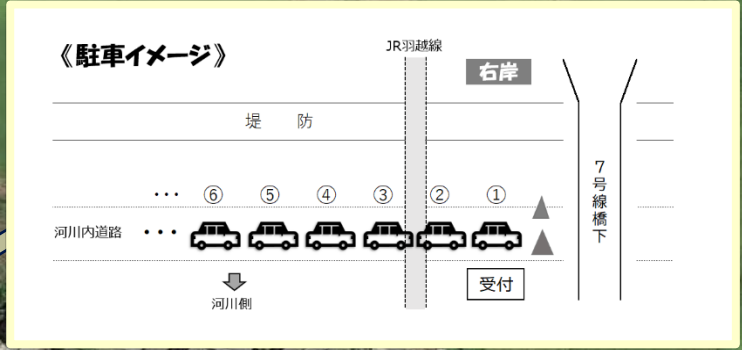 《駐車イメージ》
JR羽越線
右岸
堤 防
7号線橋下
・・・ ⑥ ⑤ ④ ③ ② ①
河川内道路 ・・・
受付
河川側